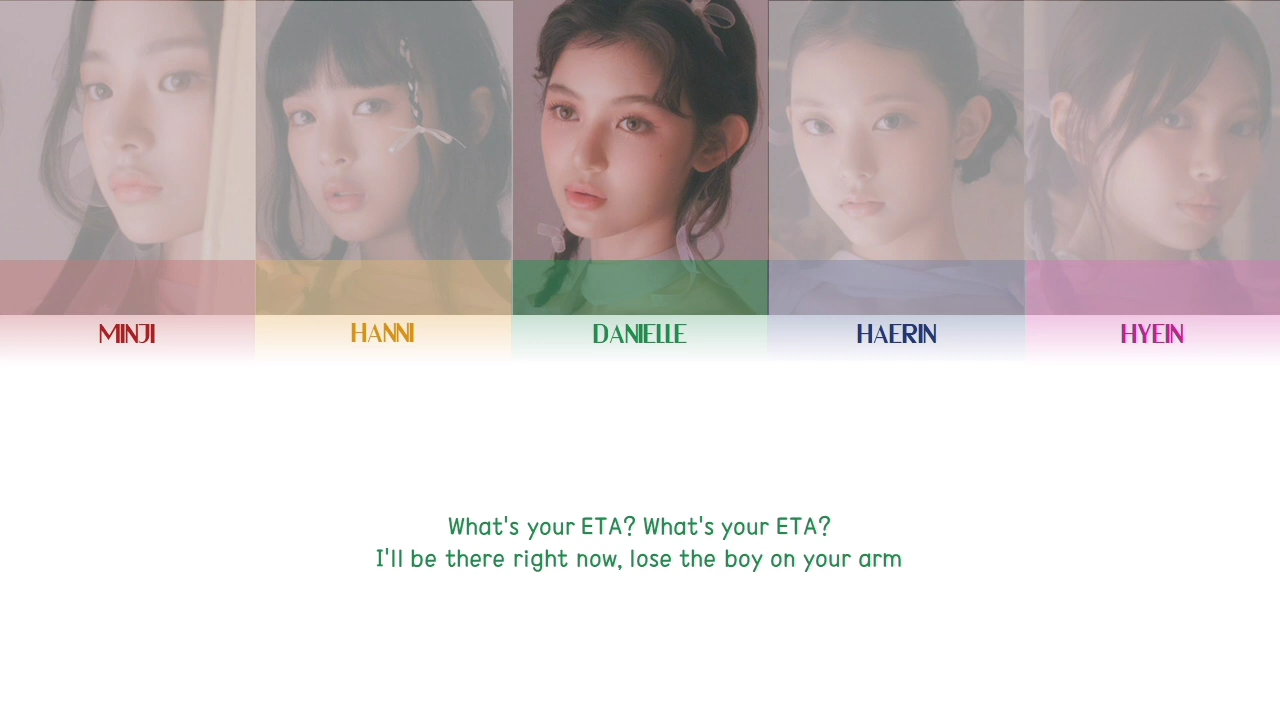 MINJI HANNI DANIELLE HAERIN HYEIN
What's your ETA? What's your ETA?
I'll be there right now, lose the boy on your arm